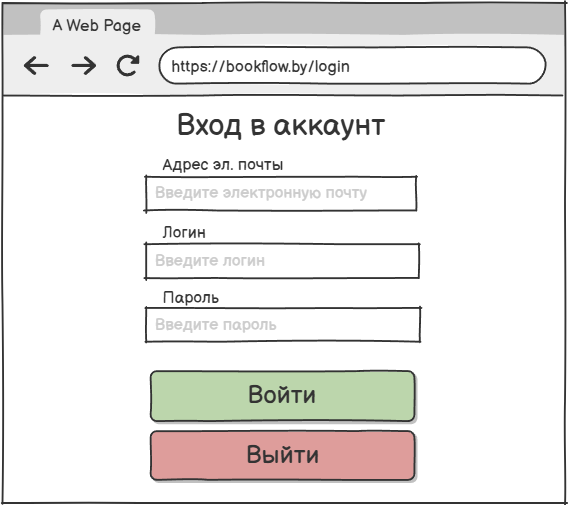 A Web Page
https://bookflow.by/login
Вход в аккаунт
Адрес эл. почты
Введите электронную почту
Логин
Введите логин
Пароль
Введите пароль
Войти
Выйти